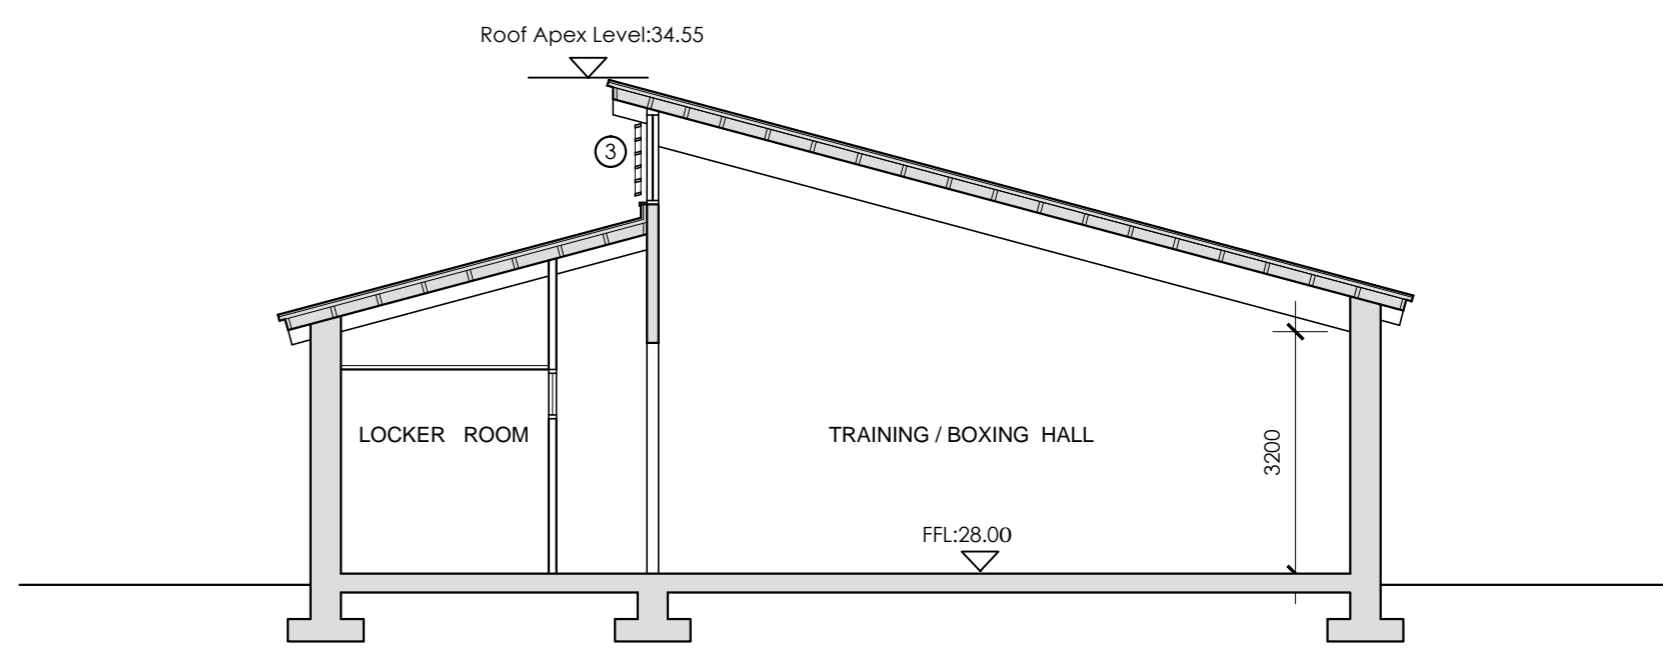 Roof Apex Level:34.55
3
LOCKER ROOM
TRAINING / BOXING HALL
3200
FFL:28.00